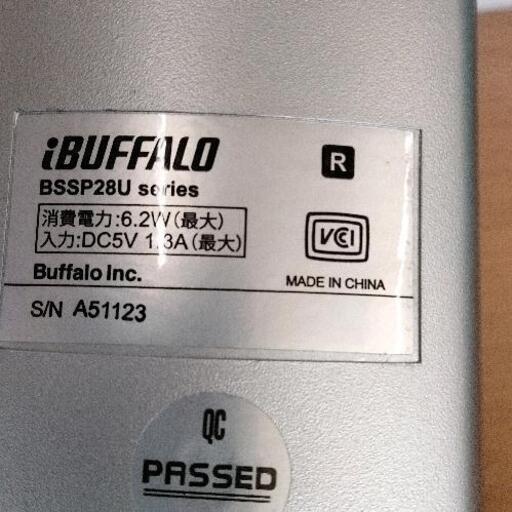 iBUFFALO
R
BSSP28U series
消費電力:6.2W(最大)
入力:DC5V 1.3A(最大)
VCI
Buffalo Inc.
MADE IN CHINA
S/N A51123
QC
PASSED